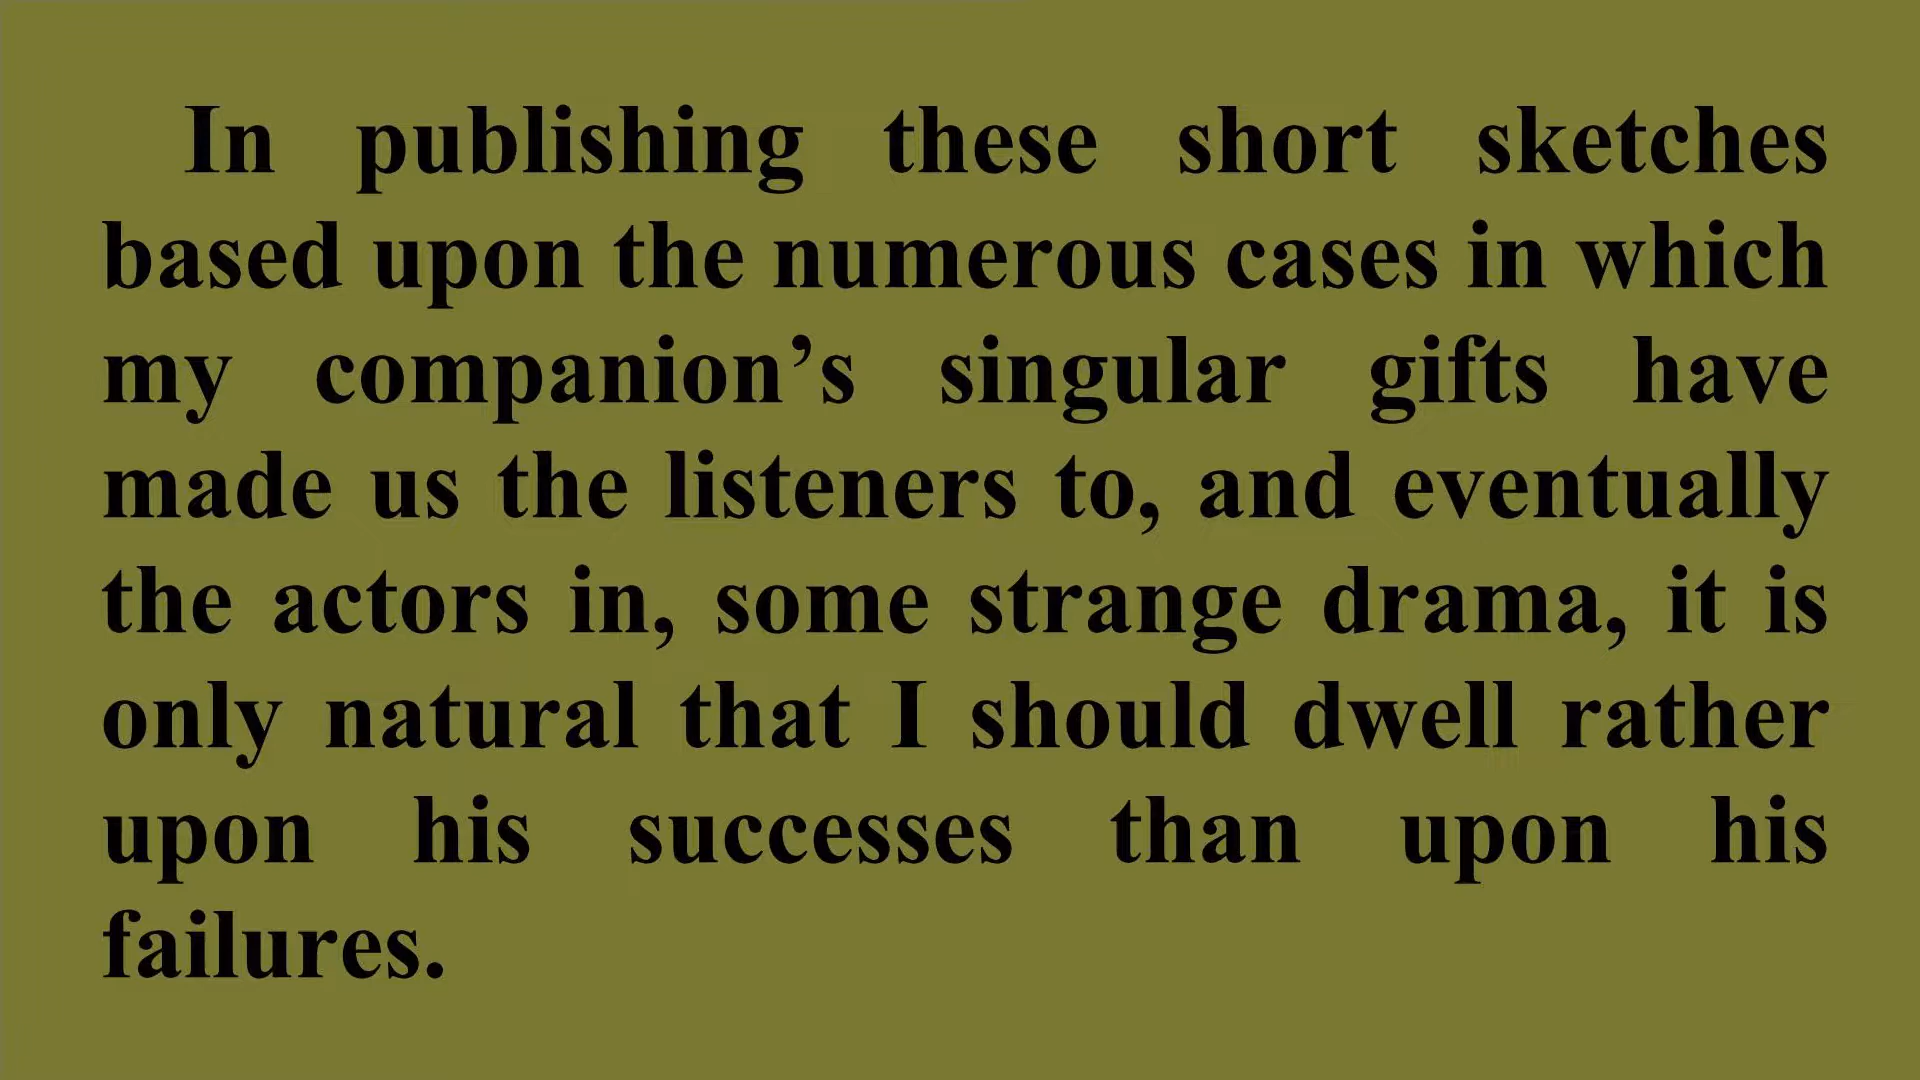 In publishing these short sketches
based upon the numerous cases in which
my companion’s singular gifts have
made us the listeners to, and eventually
the actors in, some strange drama, it is
only natural that I should dwell rather
upon his successes than upon his
failures.